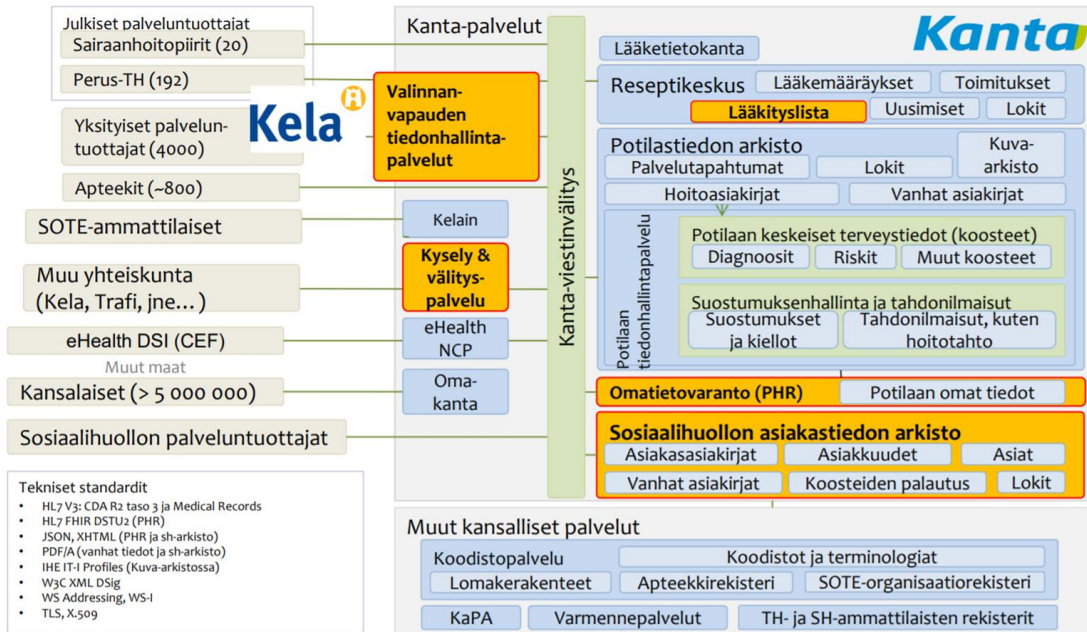 Julkiset palveluntuottajat
Sairaanhoitopiirit (20)
Perus-TH (192)
Yksityiset palvelun-
tuottajat (4000)
Kela
Apteekit (~800)
SOTE-ammattilaiset
Muu yhteiskunta
(Kela, Trafi, jne…)
eHealth DSI (CEF)
Muut maat
Kansalaiset (> 5 000 000)
Sosiaalihuollon palveluntuottajat
Tekniset standardit
• HL7 V3: CDA R2 taso 3 ja Medical Records
• HL7 FHIR DSTU2 (PHR)
• JSON, XHTML (PHR ja sh-arkisto)
• PDF/A (vanhat tiedot ja sh-arkisto)
• IHE IT-I Profiles (Kuva-arkistossa)
• W3C XML DSig
• WS Addressing, WS-I
• TLS, X.509
Kanta-palvelut
Valinnan-
vapauden
tiedonhallinta-
palvelut
Kelain
Kysely &
välitys-
palvelu
eHealth
NCP
Oma-
kanta
Kanta-viestinvälitys
Kanta
Lääketietokanta
Reseptikeskus
Lääkemääräykset
Toimitukset
Lääkityslista
Uusimiset
Lokit
Potilastiedon arkisto
Kuva-
arkisto
Palvelutapahtumat
Lokit
Hoitoasiakirjat
Vanhat asiakirjat
Potilaan
tiedonhallintapalvelu
Potilaan keskeiset terveystiedot (koosteet)
Diagnoosit
Riskit
Muut koosteet
Suostumuksenhallinta ja tahdonilmaisut
Suostumukset
ja kiellot
Tahdonilmaisut, kuten
hoitotahto
Omatietovaranto (PHR)
Potilaan omat tiedot
Sosiaalihuollon asiakastiedon arkisto
Asiakasasiakirjat
Asiakkuudet
Asiat
Vanhat asiakirjat
Koosteiden palautus
Lokit
Muut kansalliset palvelut
Koodistopalvelu
Koodistot ja terminologiat
Lomakerakenteet
Apteekkirekisteri
SOTE-organisaatiorekisteri
KaPA
Varmennepalvelut
TH- ja SH-ammattilaisten rekisterit